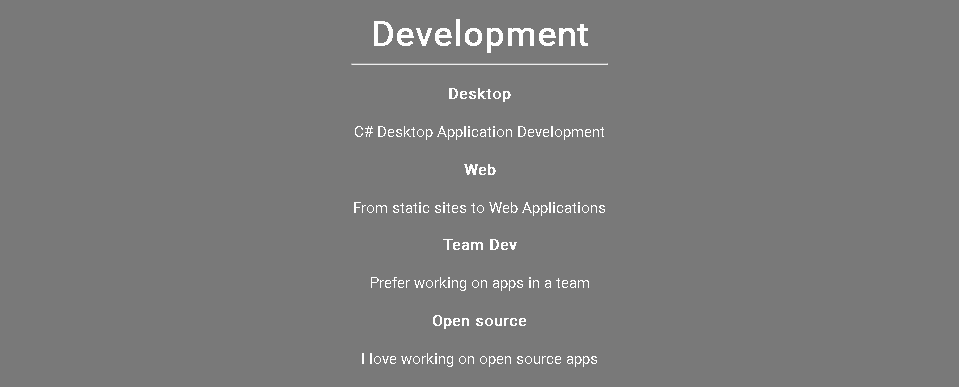 Development
Desktop
C# Desktop Application Development
Web
From static sites to Web Applications
Team Dev
Prefer working on apps in a team
Open source
I love working on open source apps